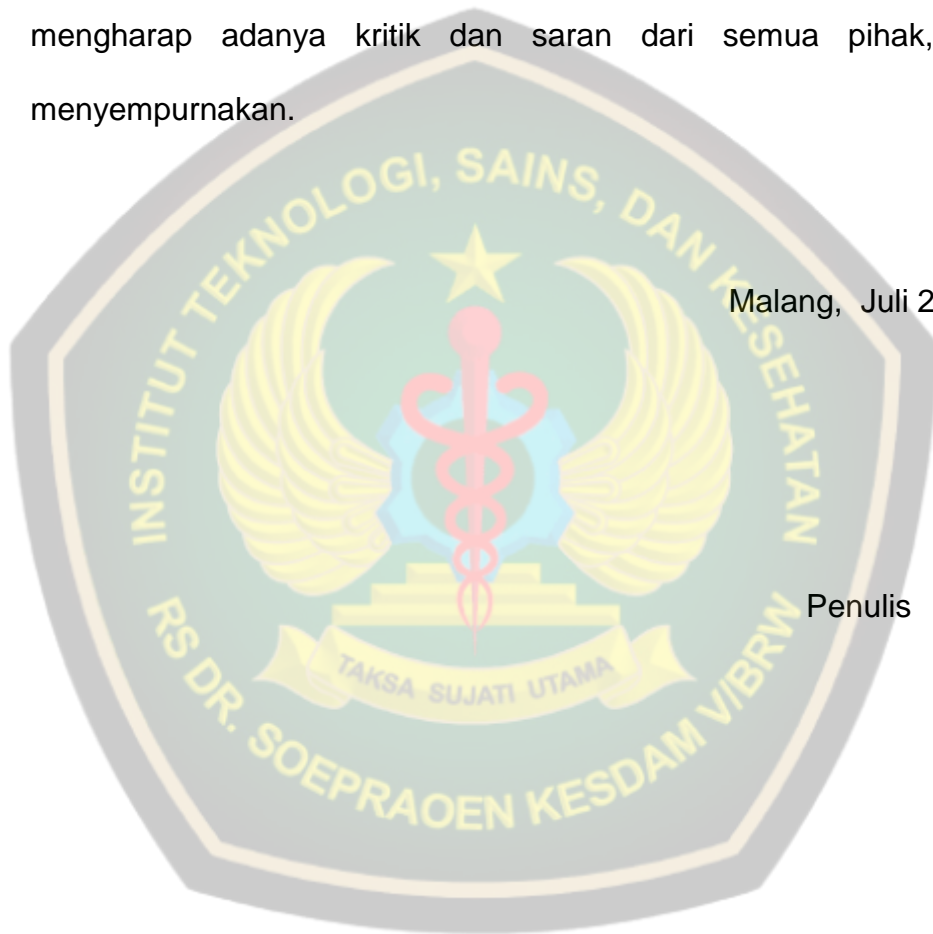 mengharap adanya kritik dan saran dari semua pihak,
menyempurnakan.
INSTITUT TEKNOLOGI, SAINS, DAN KESEHATAN
Malang, Juli 2
Penulis
TAKSA SUJATI UTAMA
RS DR. SOEPRAOEN KESDAM V/BRW